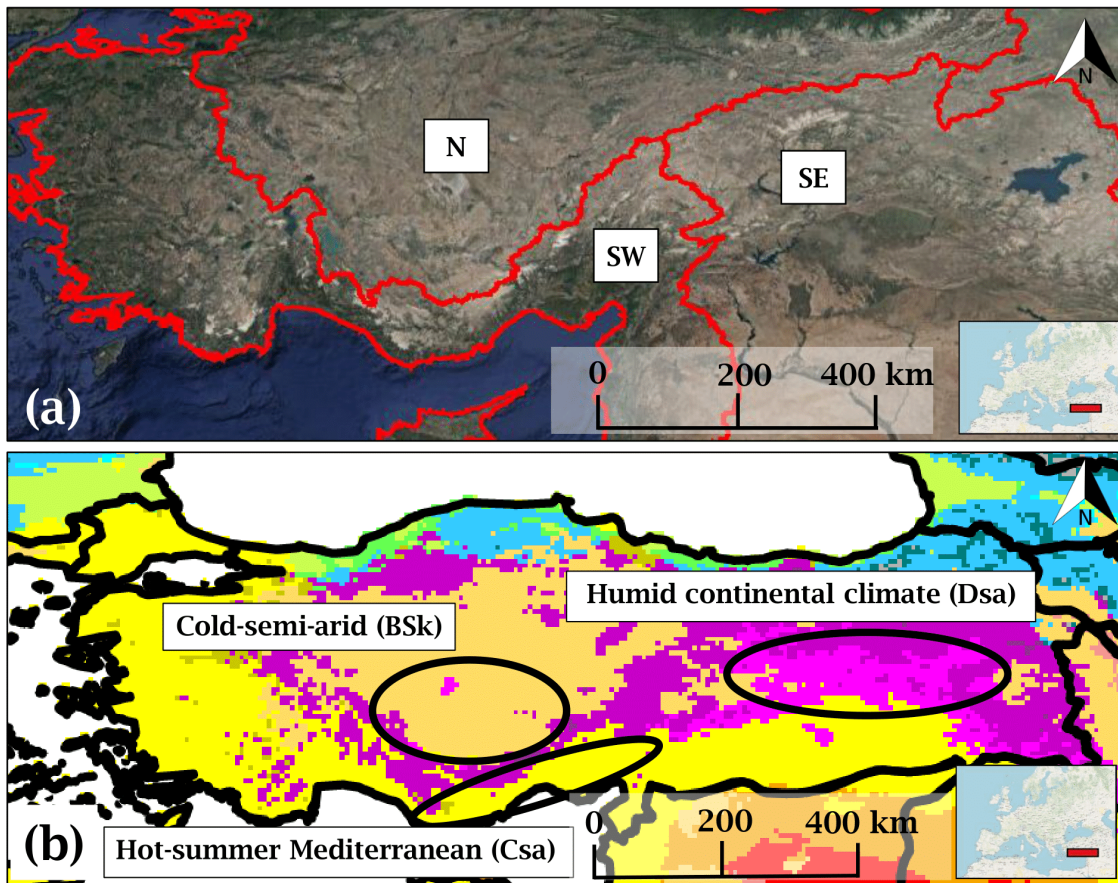 N
N
SE
SW
0
200
400 km
(a)
N
Humid continental climate (Dsa)
Cold-semi-arid (BSk)
0
200
400 km
(b)
Hot-summer Mediterranean (Csa)